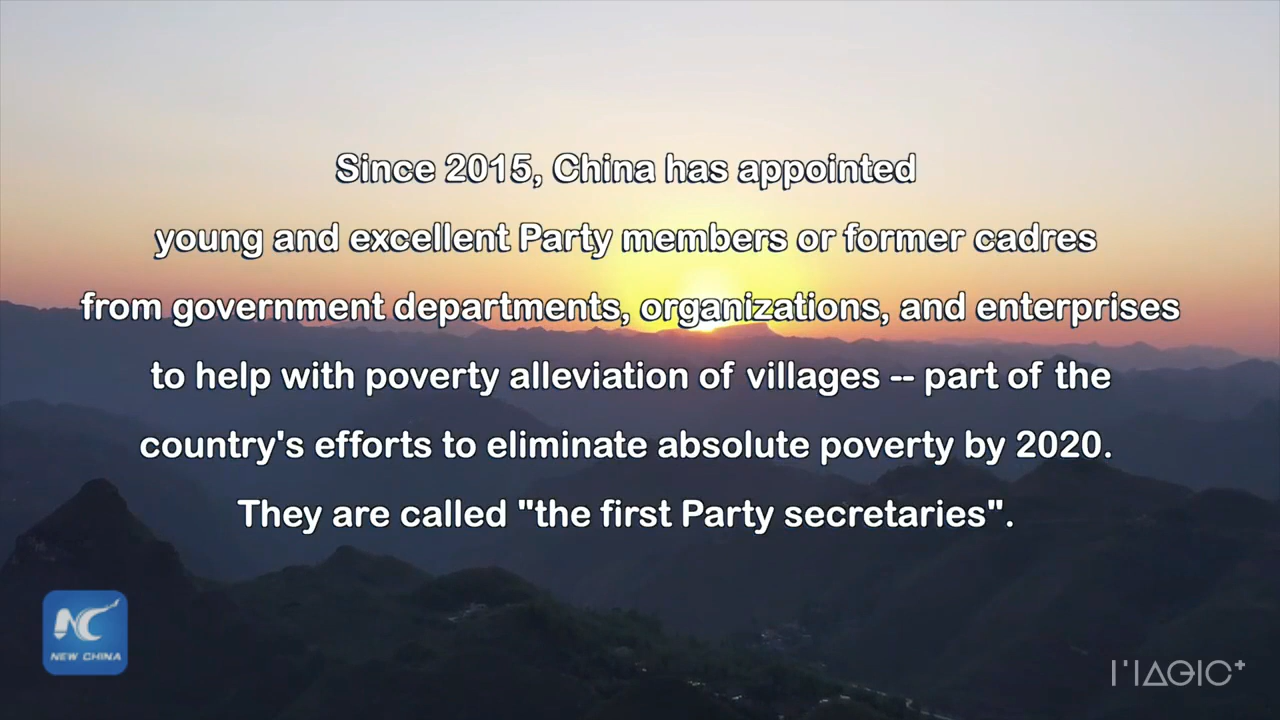 Since 2015, China has appointed
young and excellent Party members or former cadres
from government departments, organizations, and enterprises
to help with poverty alleviation of villages -- part of the
country's efforts to eliminate absolute poverty by 2020.
They are called "the first Party secretaries".
NC
NEW CHINA
MAGIC+